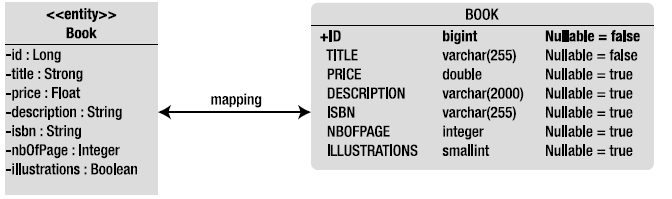 <<entity>>
Book
-id : Long
-title : Strong
-price : Float
-description : String
-isbn : String
-nbOfPage : Integer
-illustrations : Boolean
mapping
BOOK
+ID bigint Nullable = false
TITLE varchar(255) Nullable = false
PRICE double Nullable = true
DESCRIPTION varchar(2000) Nullable = true
ISBN varchar(255) Nullable = true
NBOFPAGE integer Nullable = true
ILLUSTRATIONS smallint Nullable = true